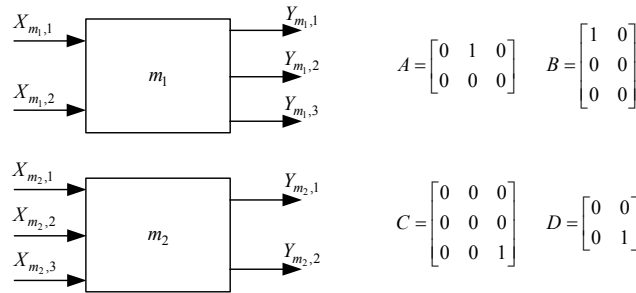 X_{m_1,1}
Y_{m_1,1}
X_{m_1,2}
m_1
Y_{m_1,2}
Y_{m_1,3}
A = [0 1 0; 0 0 0]
B = [1 0; 0 0; 0 0]
X_{m_2,1}
Y_{m_2,1}
X_{m_2,2}
m_2
X_{m_2,3}
Y_{m_2,2}
C = [0 0 0; 0 0 0; 0 0 1]
D = [0 0; 0 1]